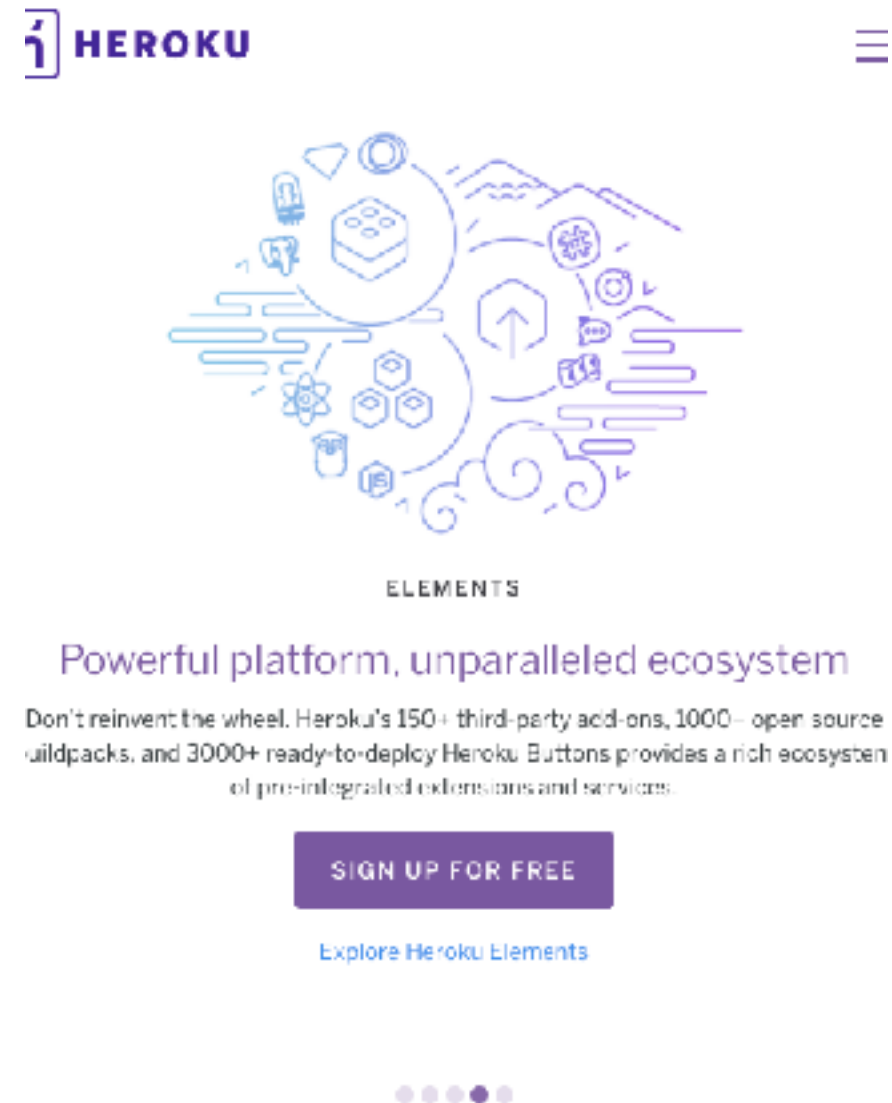 HEROKU
JS
ELEMENTS
Powerful platform, unparalleled ecosystem
Don't reinvent the wheel. Heroku's 150+ third-party add-ons, 1000+ open source
uildpacks, and 3000+ ready-to-deploy Heroku Buttons provides a rich ecosystem
of pre-integrated extensions and services.
SIGN UP FOR FREE
Explore Heroku Elements